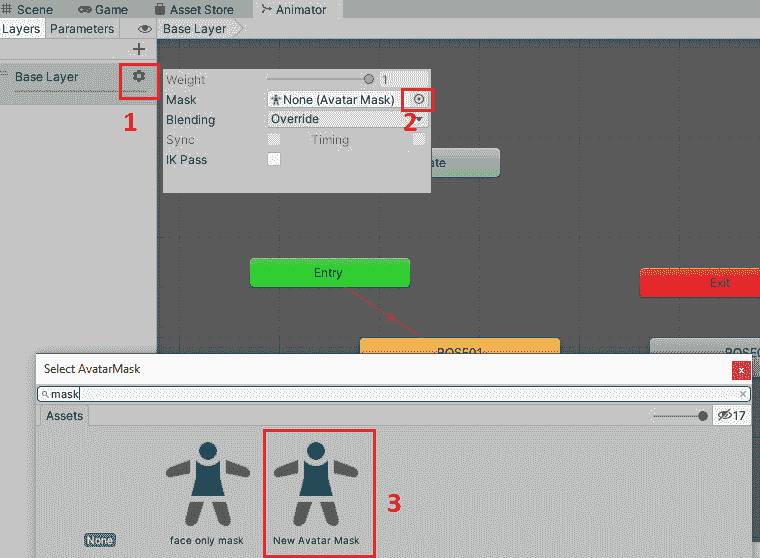 Scene Game Asset Store Animator
Layers Parameters Base Layer
+
Base Layer
1
Weight 1
Mask None (Avatar Mask)
2
Blending Override
Sync Timing
IK Pass
ate
Entry
Exit
POSE01
POSE0
Select AvatarMask
mask
Assets 17
3
None face only mask New Avatar Mask